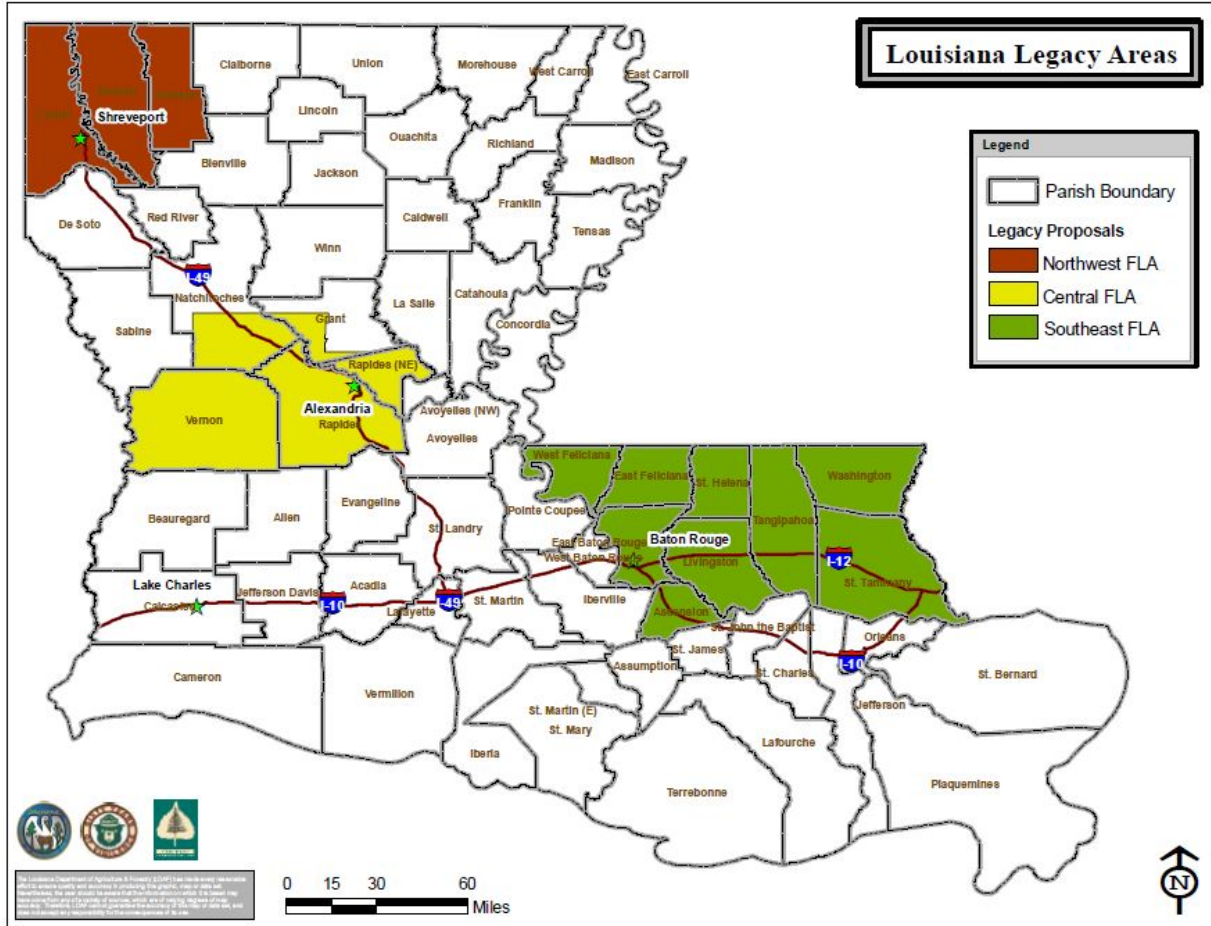 Louisiana Legacy Areas
Legend
Parish Boundary
Legacy Proposals
Northwest FLA
Central FLA
Southeast FLA
Claiborne
Union
Morehouse
West Carroll
East Carroll
Shreveport
Lincoln
Ouachita
Richland
Madison
Bienville
Jackson
Franklin
Caldwell
Tensas
De Soto
Red River
Winn
I-49
Natchitoches
La Salle
Catahoula
Concordia
Sabine
Grant
Rapides (NE)
Vernon
Alexandria
Rapides
Avoyelles (NW)
Avoyelles
West Feliciana
East Feliciana
St. Helena
Washington
Tangipahoa
Beauregard
Allen
Evangeline
St. Landry
Pointe Coupee
East Baton Rouge
West Baton Rouge
Baton Rouge
Livingston
I-12
St. Tammany
Lake Charles
Calcasieu
Jefferson Davis
I-10
Acadia
Lafayette
I-49
St. Martin
Iberville
Ascension
St. John the Baptist
Orleans
St. James
I-10
Cameron
Vermilion
Assumption
St. Charles
St. Bernard
St. Martin (E)
St. Mary
Jefferson
Iberia
Lafourche
Terrebonne
Plaquemines
0 15 30 60
Miles
N